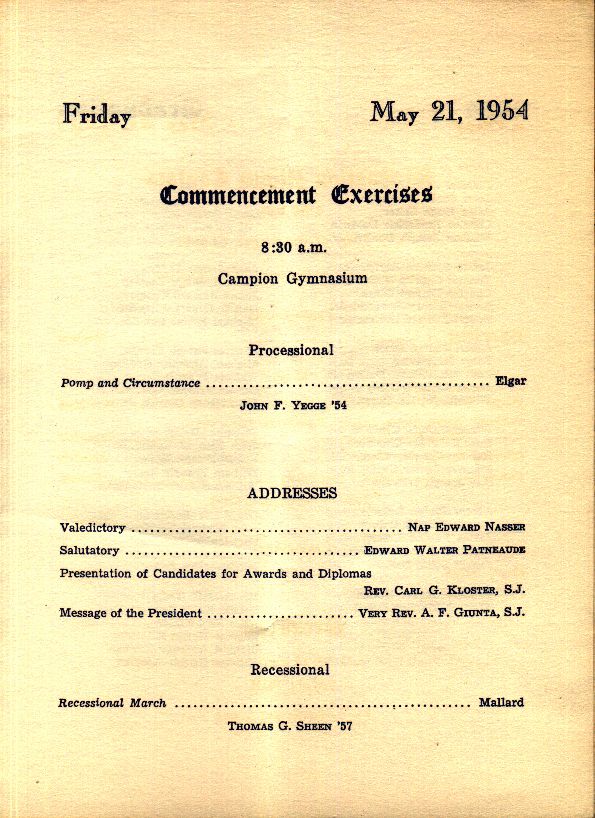 Friday May 21, 1954
Commencement Exercises
8:30 a.m.
Campion Gymnasium
Processional
Pomp and Circumstance ............................................. Elgar
John F. Yegge '54
ADDRESSES
Valedictory ........................................... Nap Edward Nasser
Salutatory ..................................... Edward Walter Patneaude
Presentation of Candidates for Awards and Diplomas
Rev. Carl G. Kloster, S.J.
Message of the President ....................... Very Rev. A. F. Giunta, S.J.
Recessional
Recessional March ............................................... Mallard
Thomas G. Sheen '57